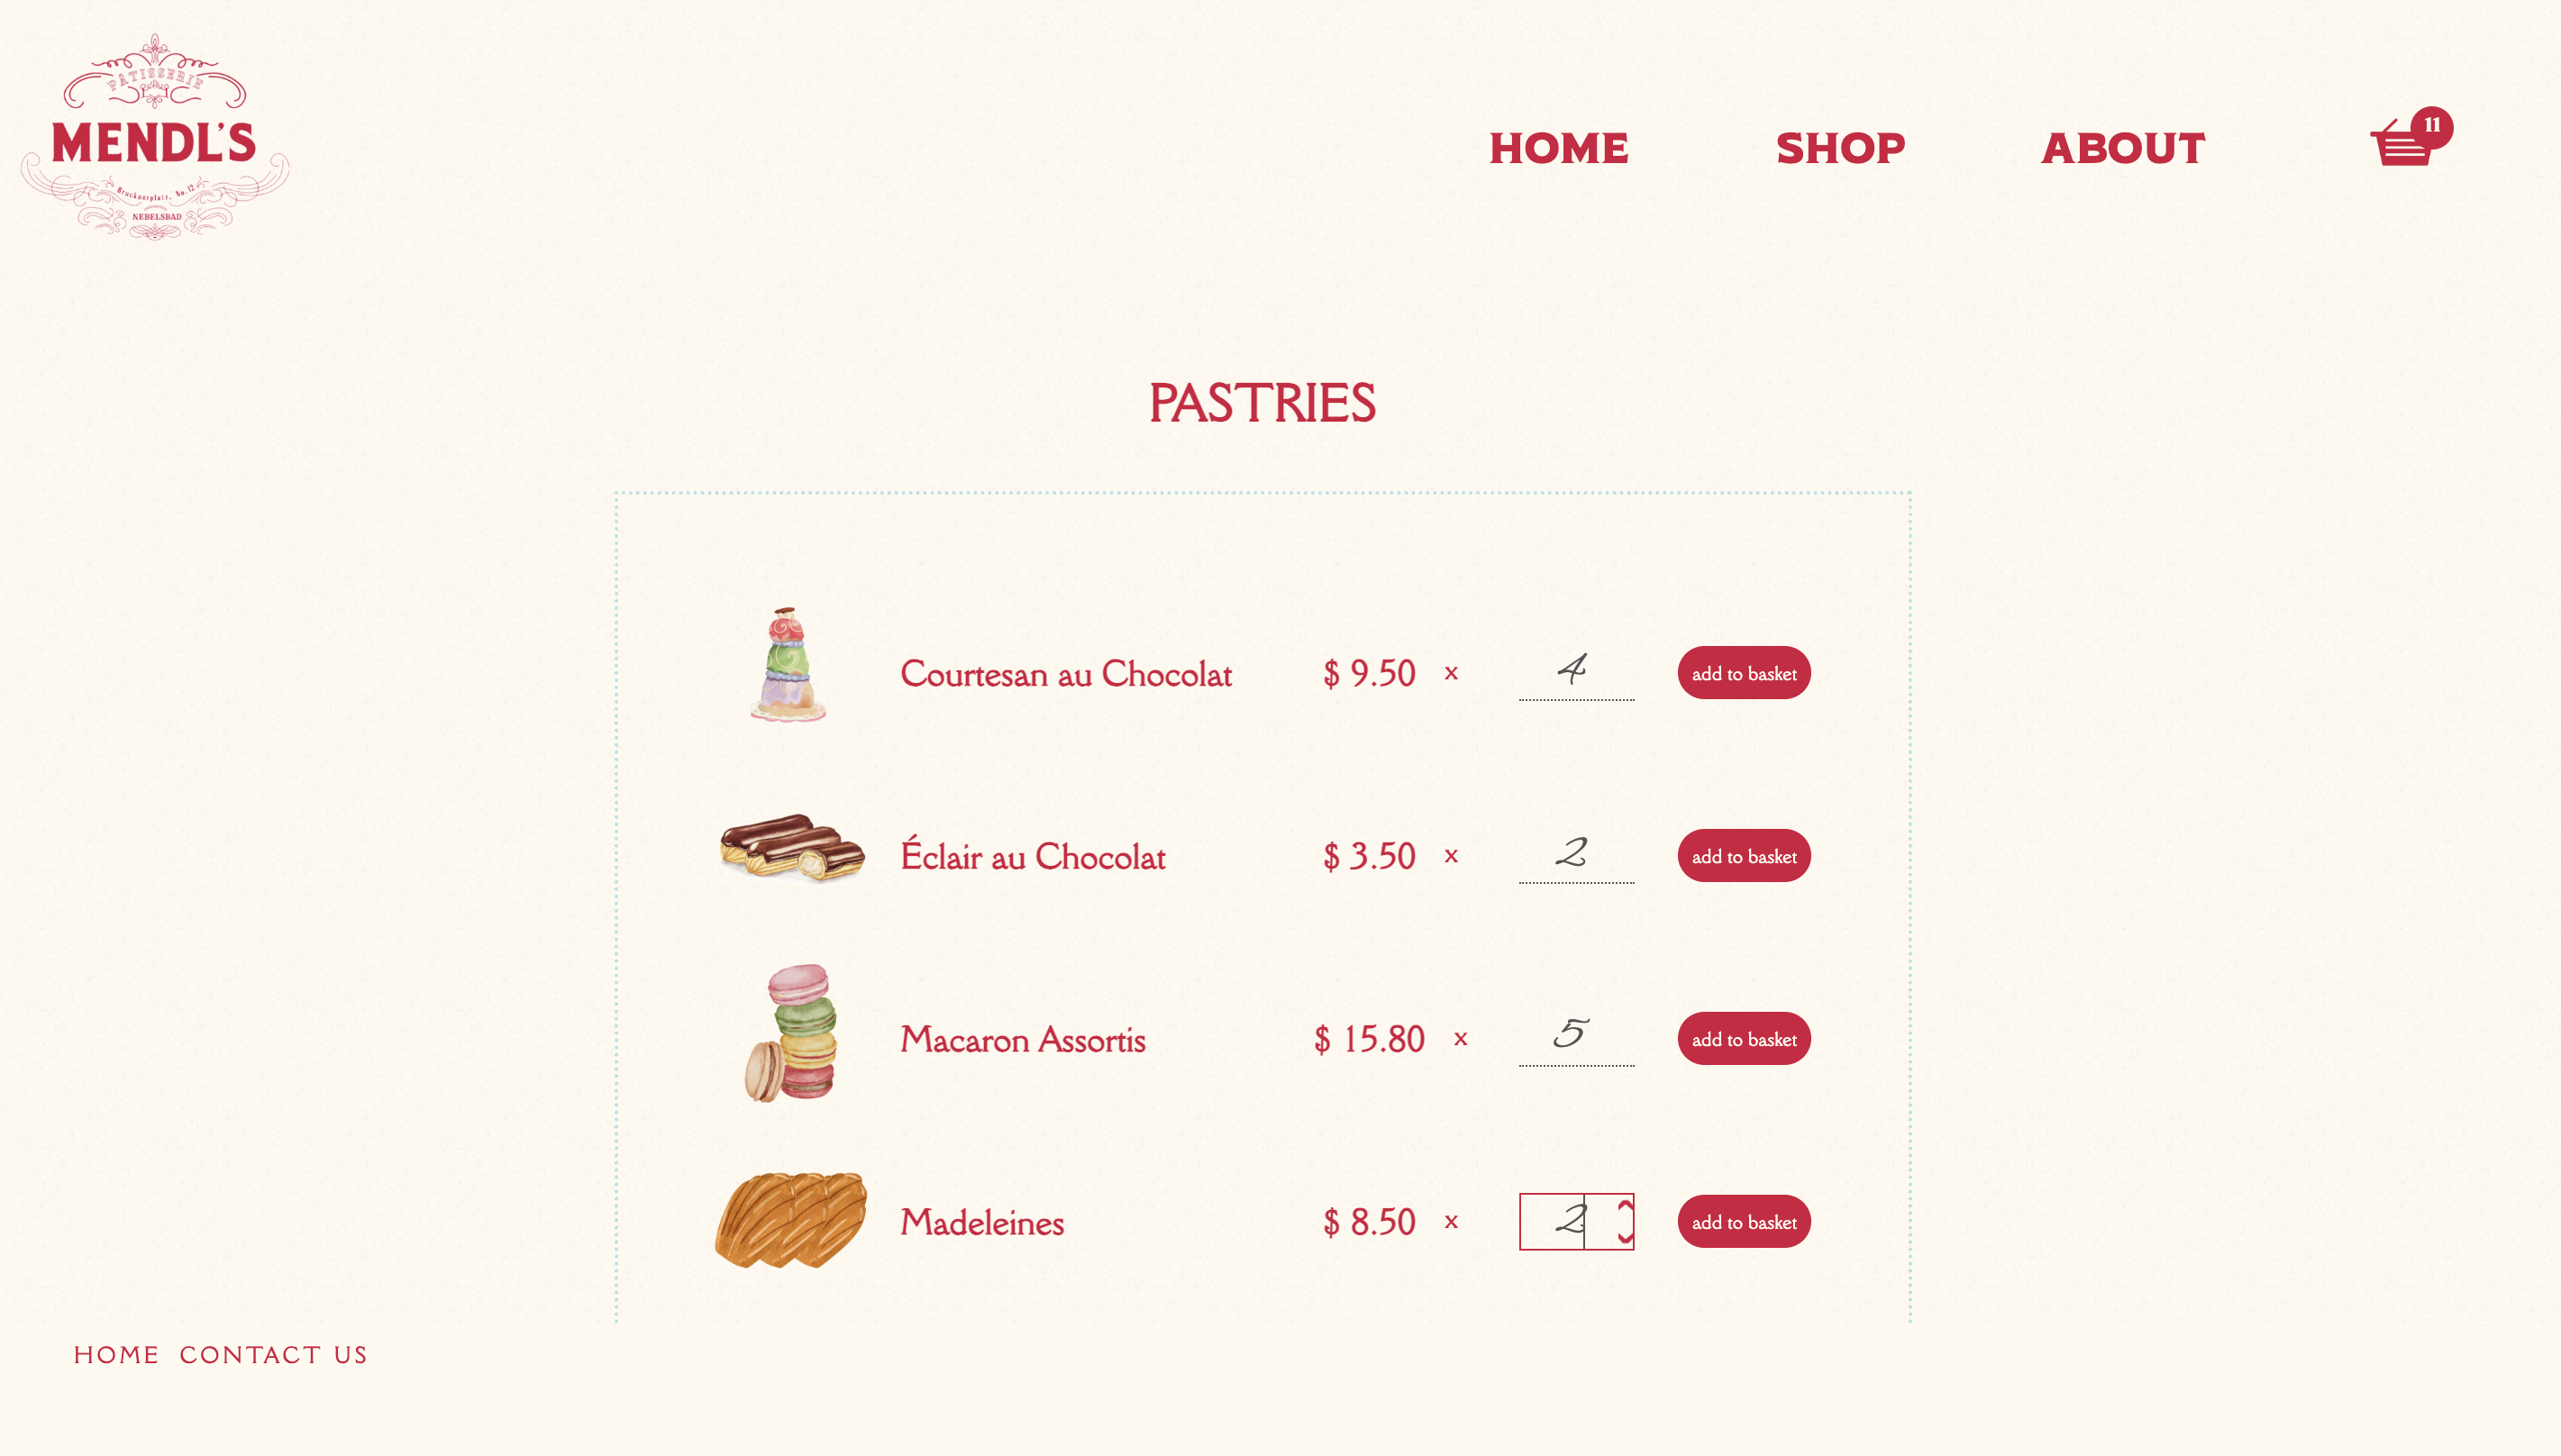 PATISSERIE
MENDL'S
Brucknerplatz, No. 12
NEBELSBAD
HOME SHOP ABOUT 11
PASTRIES
Courtesan au Chocolat $ 9.50 x 4 add to basket
Éclair au Chocolat $ 3.50 x 2 add to basket
Macaron Assortis $ 15.80 x 5 add to basket
Madeleines $ 8.50 x 2 add to basket
HOME CONTACT US